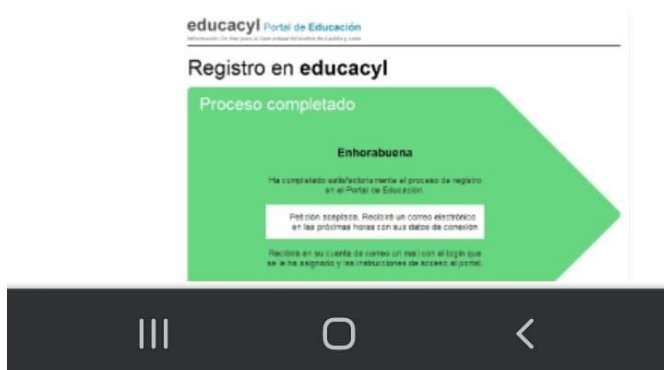 educacyl Portal de Educación
Registro en educacyl
Proceso completado
Enhorabuena
Ha completado satisfactoriamente el proceso de registro
en el Portal de Educación.
Petición aceptada. Recibirá un correo electrónico
en las próximas horas con sus datos de conexión
Recibirá en su cuenta de correo un mail con el login que
se le ha asignado y las instrucciones de acceso al portal.